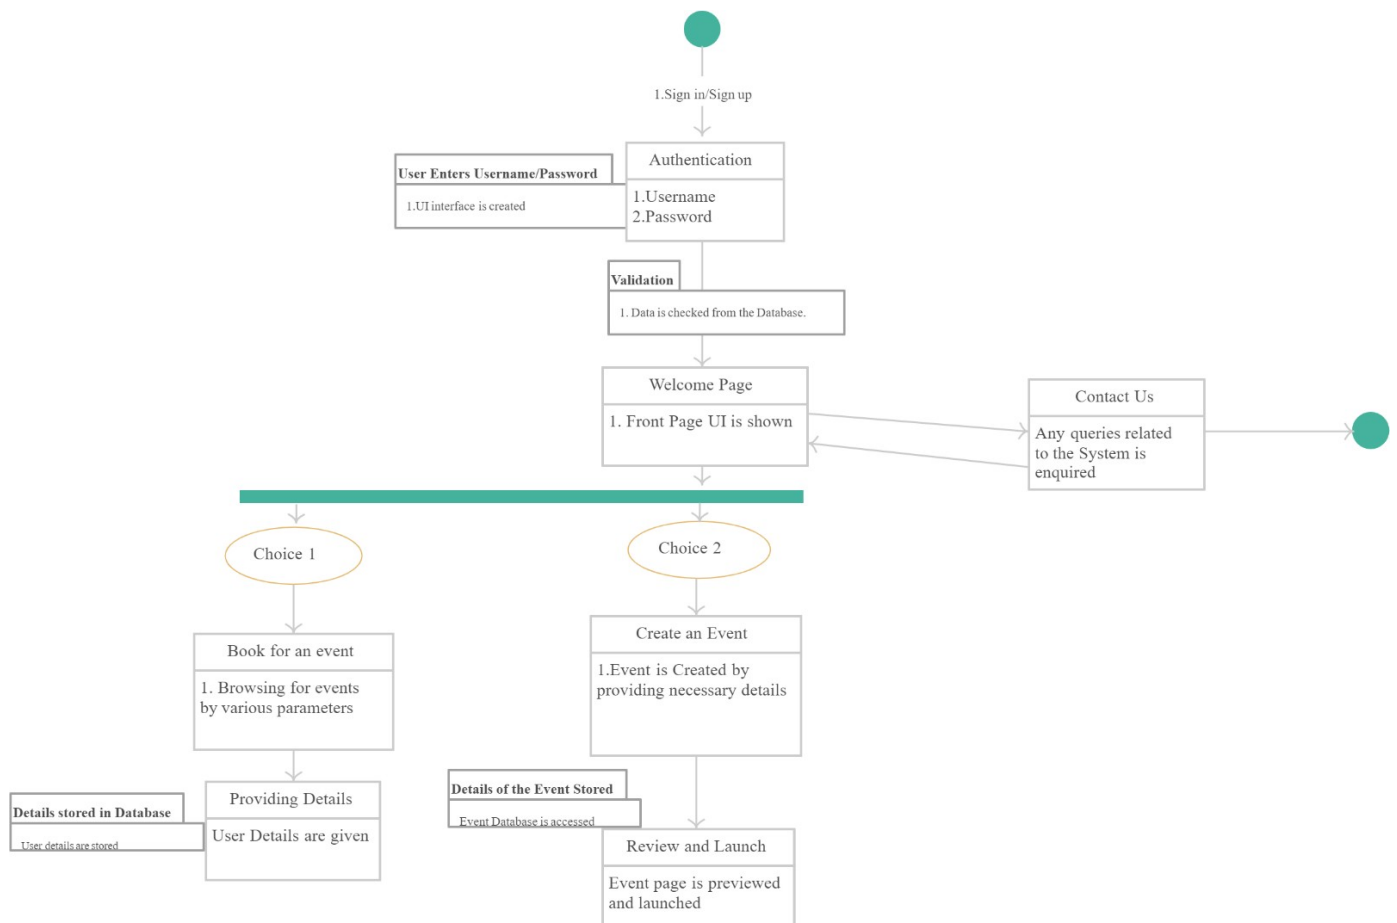 1.Sign in/Sign up
Authentication
User Enters Username/Password
1.Username
2.Password
1.UI interface is created
Validation
1. Data is checked from the Database.
Welcome Page
1. Front Page UI is shown
Contact Us
Any queries related
to the System is
enquired
Choice 1
Choice 2
Book for an event
1. Browsing for events
by various parameters
Create an Event
1.Event is Created by
providing necessary details
Details stored in Database
User details are stored
Providing Details
User Details are given
Details of the Event Stored
Event Database is accessed
Review and Launch
Event page is previewed
and launched